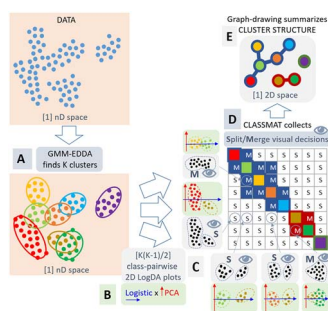 DATA
[1] nD space
A
GMM-EDDA
finds K clusters
[1] nD space
B
[K(K-1)/2]
class-pairwise
2D LogDA plots
Logistic x PCA
C
M
S
S
S
M
Graph-drawing summarizes
CLUSTER STRUCTURE
E
[1] 2D space
D
CLASSMAT collects
Split/Merge visual decisions